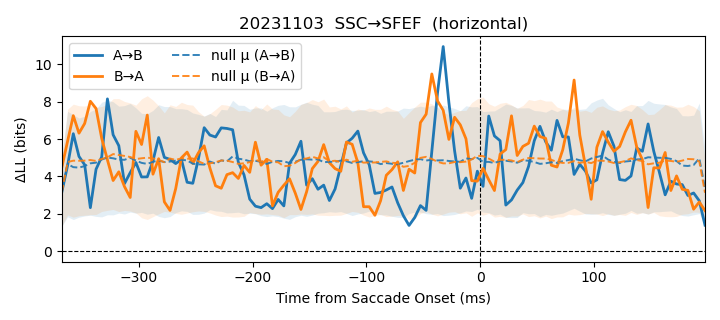 20231103  SSC→SFEF  (horizontal)
A→B
B→A
null μ (A→B)
null μ (B→A)
ΔLL (bits)
10
8
6
4
2
0
−300
−200
−100
0
100
Time from Saccade Onset (ms)